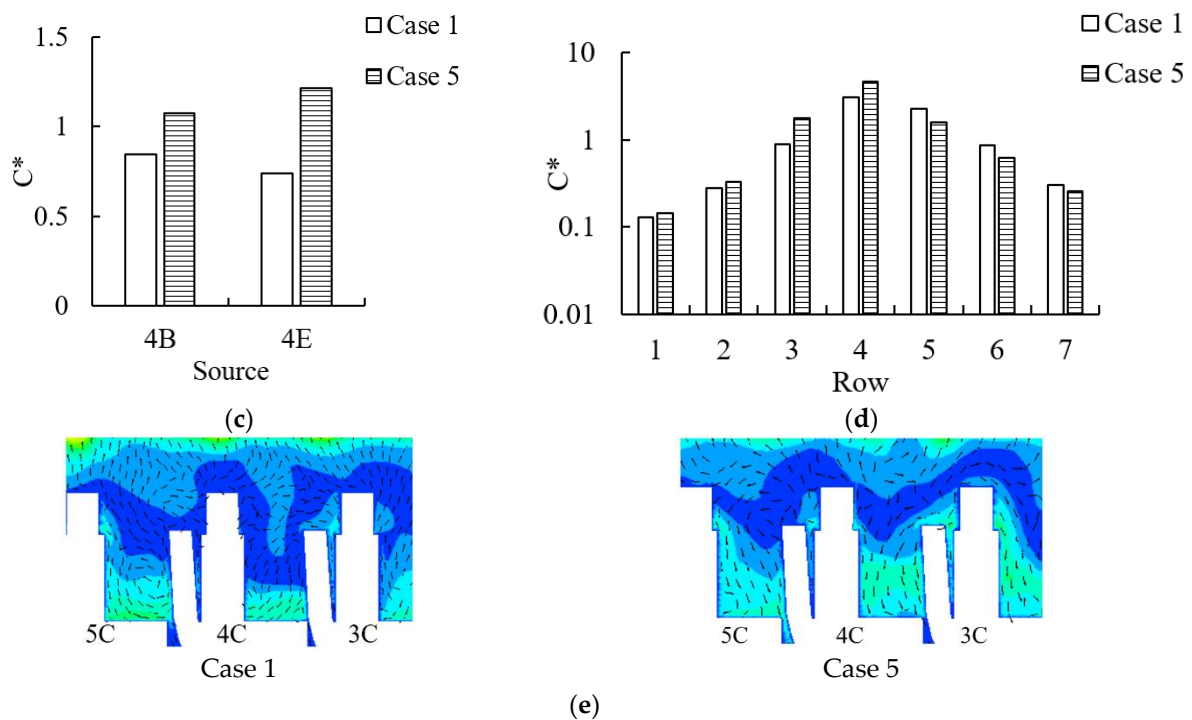 1.5
1
0.5
0
C*
4B
4E
Source
Case 1
Case 5
(c)
10
1
0.1
0.01
C*
1 2 3 4 5 6 7
Row
Case 1
Case 5
(d)
5C 4C 3C
Case 1
5C 4C 3C
Case 5
(e)